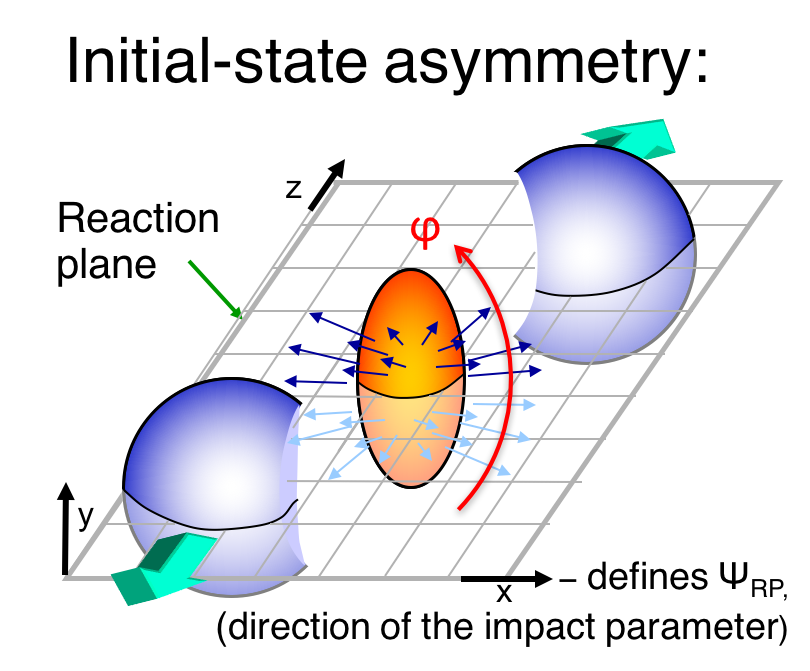 Initial-state asymmetry:
z
Reaction
plane
φ
y
x
– defines Ψ_RP,
(direction of the impact parameter)